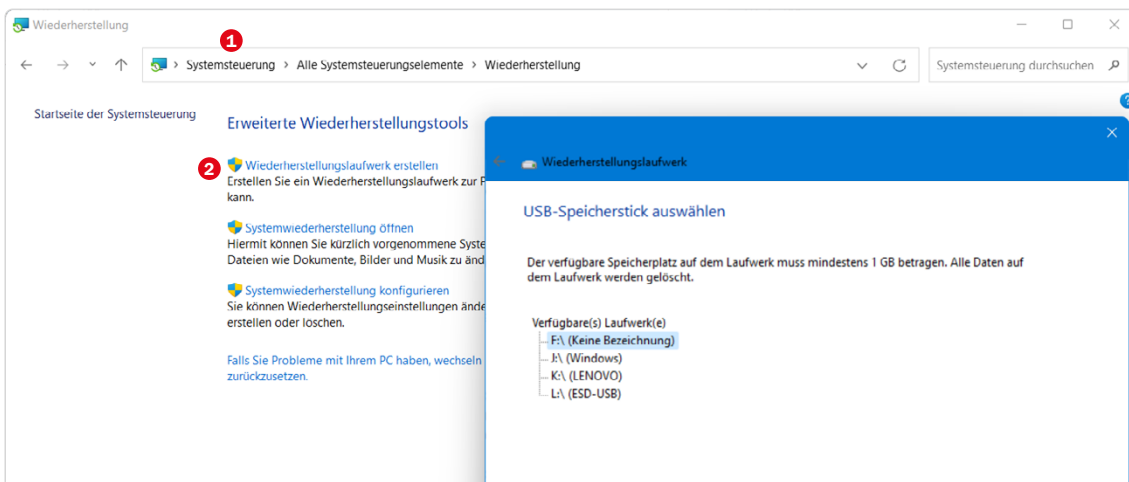 Wiederherstellung
1
Systemsteuerung > Alle Systemsteuerungselemente > Wiederherstellung
Systemsteuerung durchsuchen
?
Startseite der Systemsteuerung
Erweiterte Wiederherstellungstools
2
Wiederherstellungslaufwerk erstellen
Erstellen Sie ein Wiederherstellungslaufwerk zur
kann.
Systemwiederherstellung öffnen
Hiermit können Sie kürzlich vorgenommene Syste
Dateien wie Dokumente, Bilder und Musik zu änd
Systemwiederherstellung konfigurieren
Sie können Wiederherstellungseinstellungen ände
erstellen oder löschen.
Falls Sie Probleme mit Ihrem PC haben, wechseln
zurückzusetzen.
Wiederherstellungslaufwerk
USB-Speicherstick auswählen
Der verfügbare Speicherplatz auf dem Laufwerk muss mindestens 1 GB betragen. Alle Daten auf
dem Laufwerk werden gelöscht.
Verfügbare(s) Laufwerk(e)
F:\ (Keine Bezeichnung)
J:\ (Windows)
K:\ (LENOVO)
L:\ (ESD-USB)